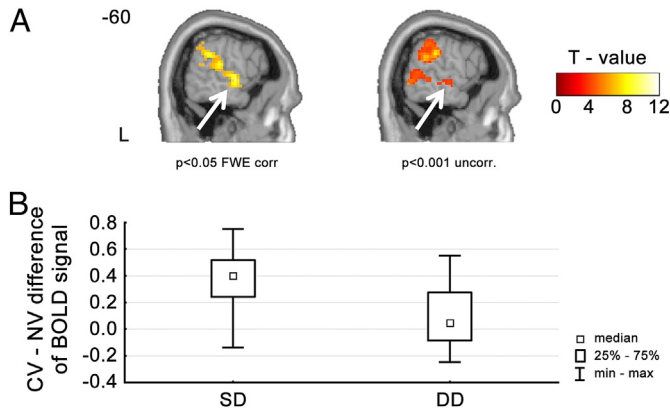 A
-60
L
p<0.05 FWE corr
p<0.001 uncorr.
T - value
0 4 8 12
B
CV - NV difference
of BOLD signal
0.8
0.6
0.4
0.2
0.0
-0.2
-0.4
SD DD
median
25% - 75%
min - max